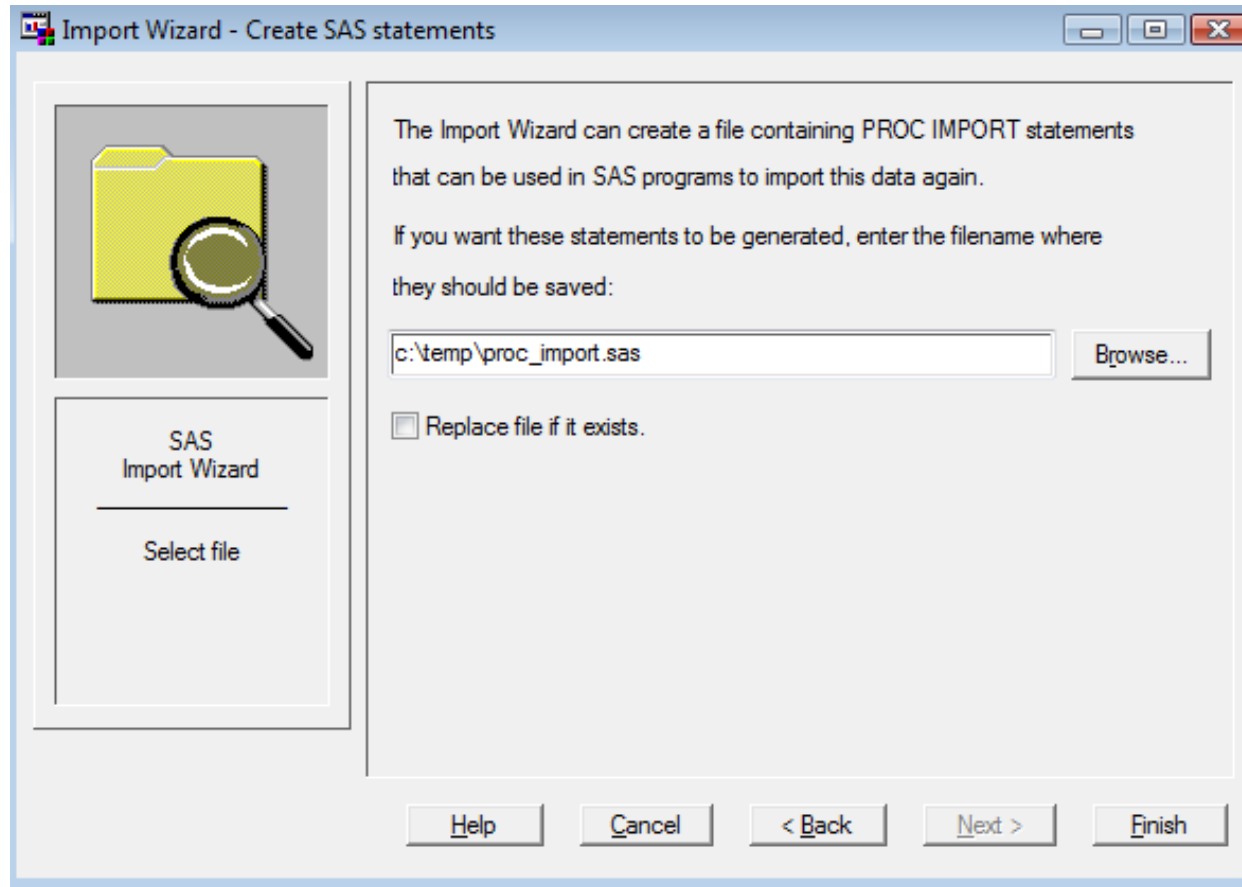 Import Wizard - Create SAS statements
The Import Wizard can create a file containing PROC IMPORT statements
that can be used in SAS programs to import this data again.
If you want these statements to be generated, enter the filename where
they should be saved:
c:\temp\proc_import.sas
Browse...
Replace file if it exists.
SAS
Import Wizard
Select file
Help
Cancel
< Back
Next >
Finish